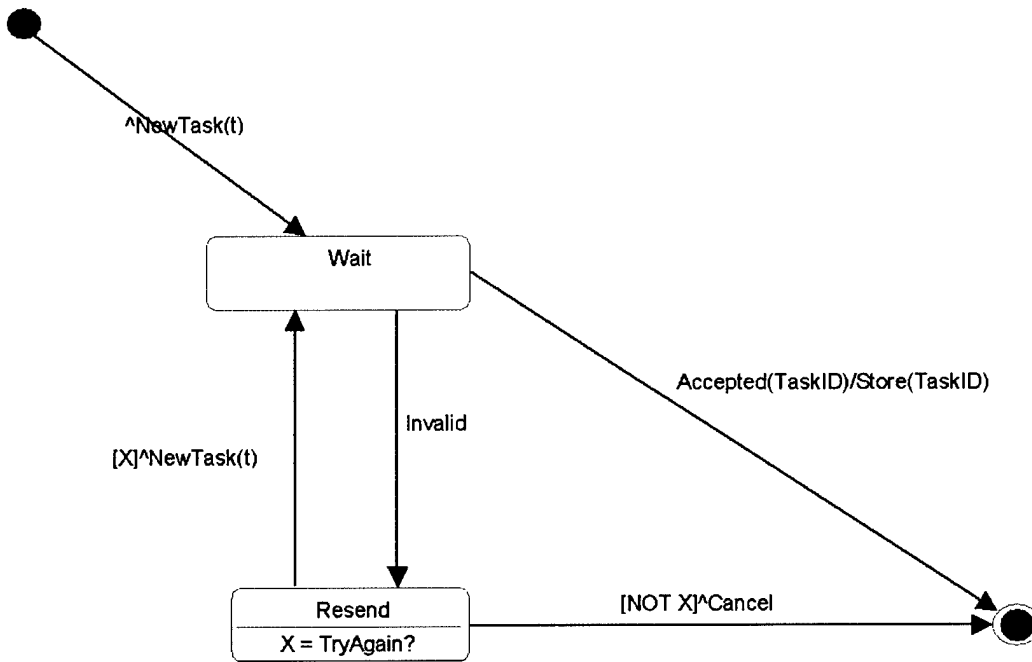 ^NewTask(t)
Wait
Accepted(TaskID)/Store(TaskID)
Invalid
[X]^NewTask(t)
Resend
X = TryAgain?
[NOT X]^Cancel